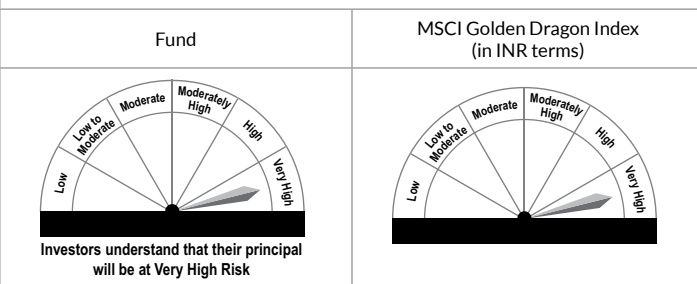 Fund
MSCI Golden Dragon Index
(in INR terms)
Low
Low to
Moderate
Moderate
Moderately
High
High
Very High
Low
Low to
Moderate
Moderate
Moderately
High
High
Very High
Investors understand that their principal
will be at Very High Risk